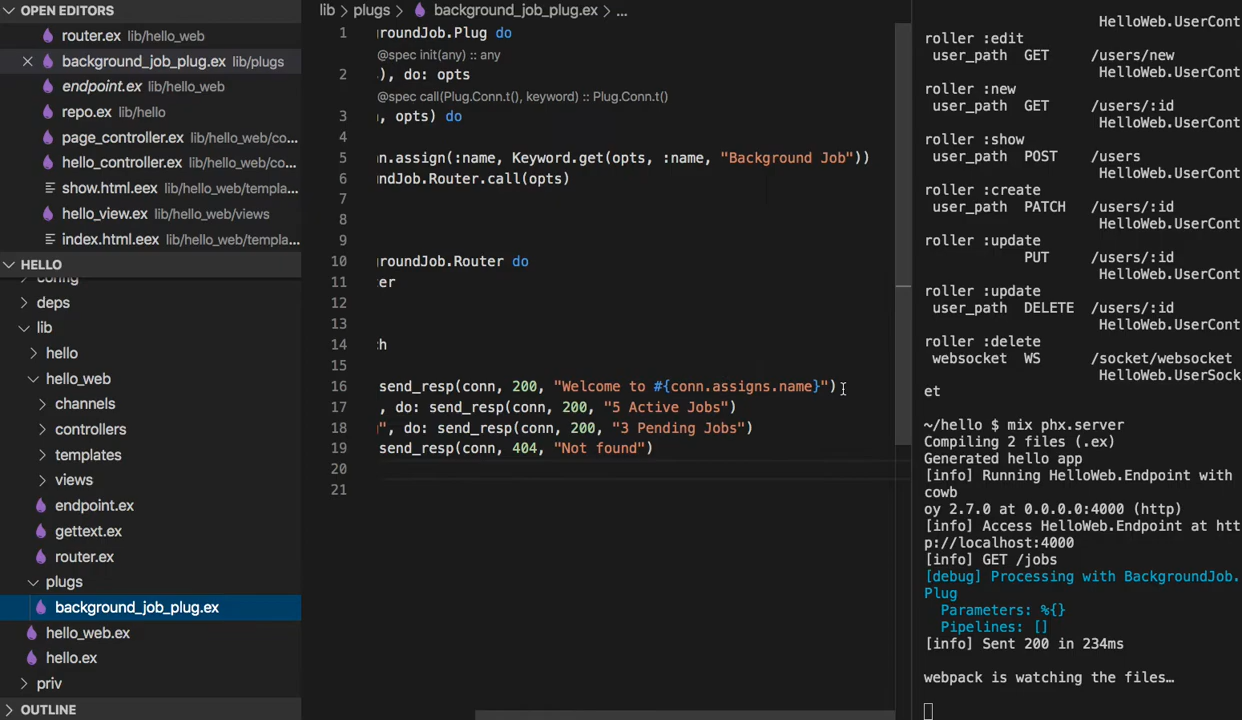 OPEN EDITORS
router.ex lib/hello_web
background_job_plug.ex lib/plugs
endpoint.ex lib/hello_web
repo.ex lib/hello
page_controller.ex lib/hello_web/co...
hello_controller.ex lib/hello_web/co...
show.html.eex lib/hello_web/templa...
hello_view.ex lib/hello_web/views
index.html.eex lib/hello_web/templa...
HELLO
config
deps
lib
hello
hello_web
channels
controllers
templates
views
endpoint.ex
gettext.ex
router.ex
plugs
background_job_plug.ex
hello_web.ex
hello.ex
priv
OUTLINE
lib > plugs > background_job_plug.ex > ...
1 roundJob.Plug do
@spec init(any) :: any
2 s), do: opts
@spec call(Plug.Conn.t(), keyword) :: Plug.Conn.t()
3 n, opts) do
4
5 nn.assign(:name, Keyword.get(opts, :name, "Background Job"))
6 undJob.Router.call(opts)
7
8
9
10 roundJob.Router do
11 ter
12
13
14 ch
15
16 send_resp(conn, 200, "Welcome to #{conn.assigns.name}")
17 , do: send_resp(conn, 200, "5 Active Jobs")
18 g", do: send_resp(conn, 200, "3 Pending Jobs")
19 send_resp(conn, 404, "Not found")
20
21
HelloWeb.UserCont
roller :edit
user_path GET /users/new
HelloWeb.UserCont
roller :new
user_path GET /users/:id
HelloWeb.UserCont
roller :show
user_path POST /users
HelloWeb.UserCont
roller :create
user_path PATCH /users/:id
HelloWeb.UserCont
roller :update
PUT /users/:id
HelloWeb.UserCont
roller :update
user_path DELETE /users/:id
HelloWeb.UserCont
roller :delete
websocket WS /socket/websocket
HelloWeb.UserSock
et
~/hello $ mix phx.server
Compiling 2 files (.ex)
Generated hello app
[info] Running HelloWeb.Endpoint with cowb
oy 2.7.0 at 0.0.0.0:4000 (http)
[info] Access HelloWeb.Endpoint at htt
p://localhost:4000
[info] GET /jobs
[debug] Processing with BackgroundJob.
Plug
Parameters: %{}
Pipelines: []
[info] Sent 200 in 234ms
webpack is watching the files…